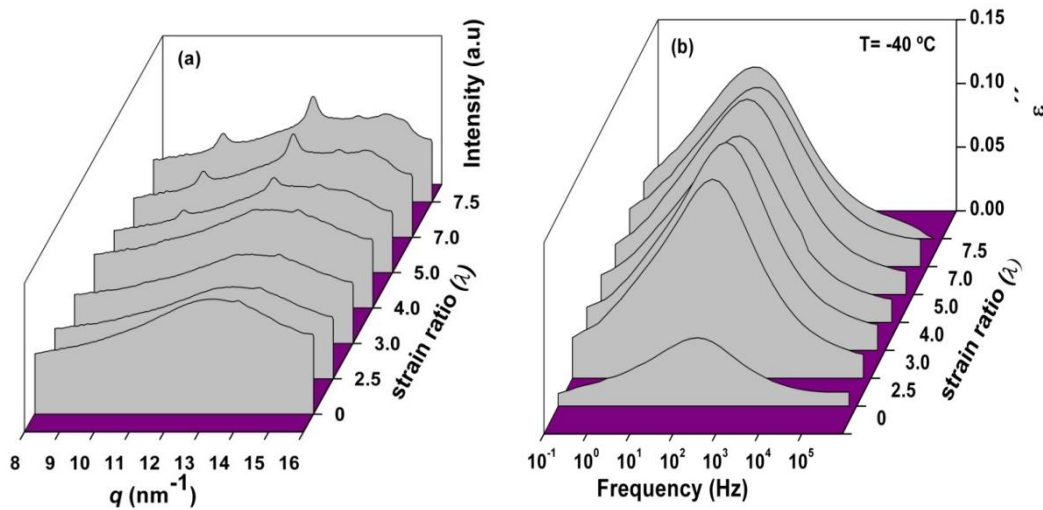 (a)
Intensity (a.u)
7.5
7.0
5.0
4.0
3.0
2.5
0
strain ratio (λ)
8 9 10 11 12 13 14 15 16
q (nm⁻¹)
(b)
T= -40 ºC
0.15
0.10
0.05
0.00
ε´´
7.5
7.0
5.0
4.0
3.0
2.5
0
strain ratio (λ)
10⁻¹ 10⁰ 10¹ 10² 10³ 10⁴ 10⁵
Frequency (Hz)